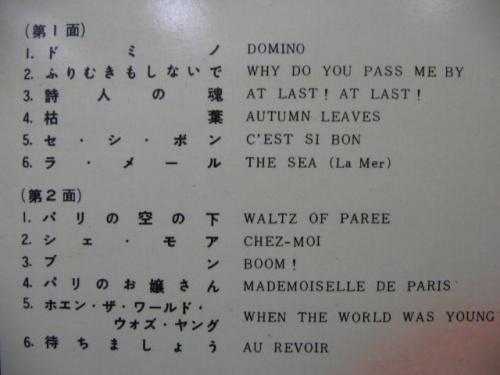 (第1面)
1. ドミノ DOMINO
2. ふりむきもしないで WHY DO YOU PASS ME BY
3. 詩人の魂 AT LAST! AT LAST!
4. 枯葉 AUTUMN LEAVES
5. セ・シ・ボン C'EST SI BON
6. ラ・メール THE SEA (La Mer)
(第2面)
1. パリの空の下 WALTZ OF PAREE
2. シェ・モア CHEZ-MOI
3. ブン BOOM!
4. パリのお嬢さん MADEMOISELLE DE PARIS
5. ホエン・ザ・ワールド・
ウォズ・ヤング WHEN THE WORLD WAS YOUNG
6. 待ちましょう AU REVOIR